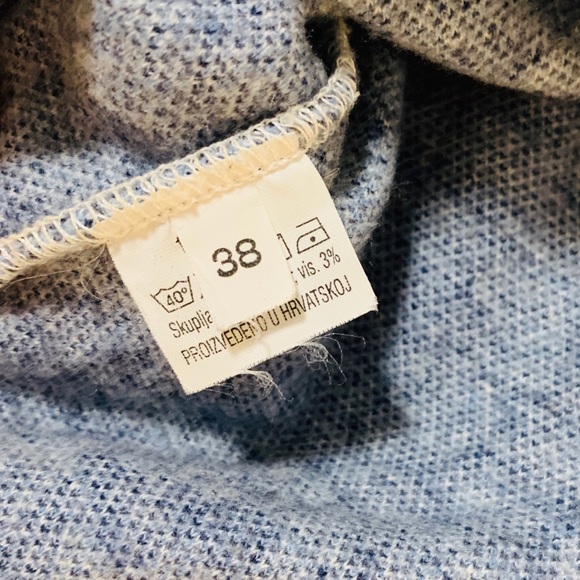 38
40°
Skuplja vis. 3%
PROIZVEDENO U HRVATSKOJ